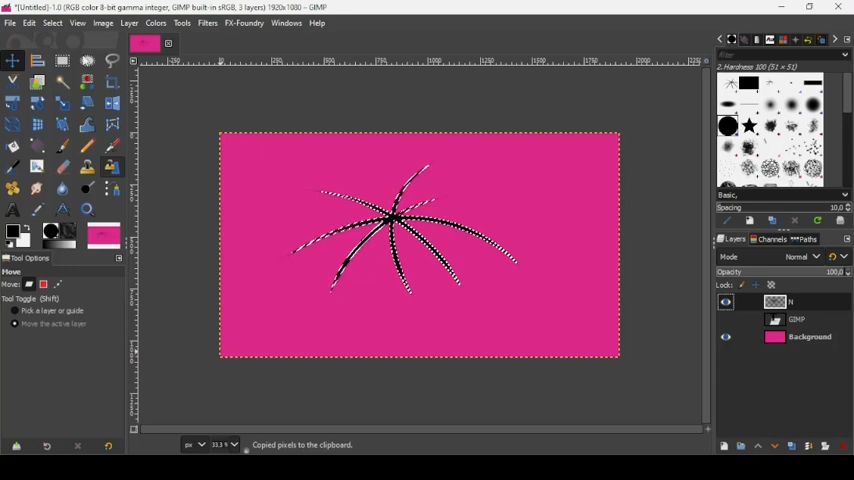 *[Untitled]-1.0 (RGB color 8-bit gamma integer, GIMP built-in sRGB, 3 layers) 1920x1080 – GIMP
File Edit Select View Image Layer Colors Tools Filters FX-Foundry Windows Help
2. Hardness 100 (51 × 51)
Basic,
Spacing 10,0
Layers Channels Paths
Mode Normal
Opacity 100,0
Lock:
N
GIMP
Background
Tool Options
Move
Move:
Tool Toggle (Shift)
Pick a layer or guide
Move the active layer
px 33.3 Copied pixels to the clipboard.